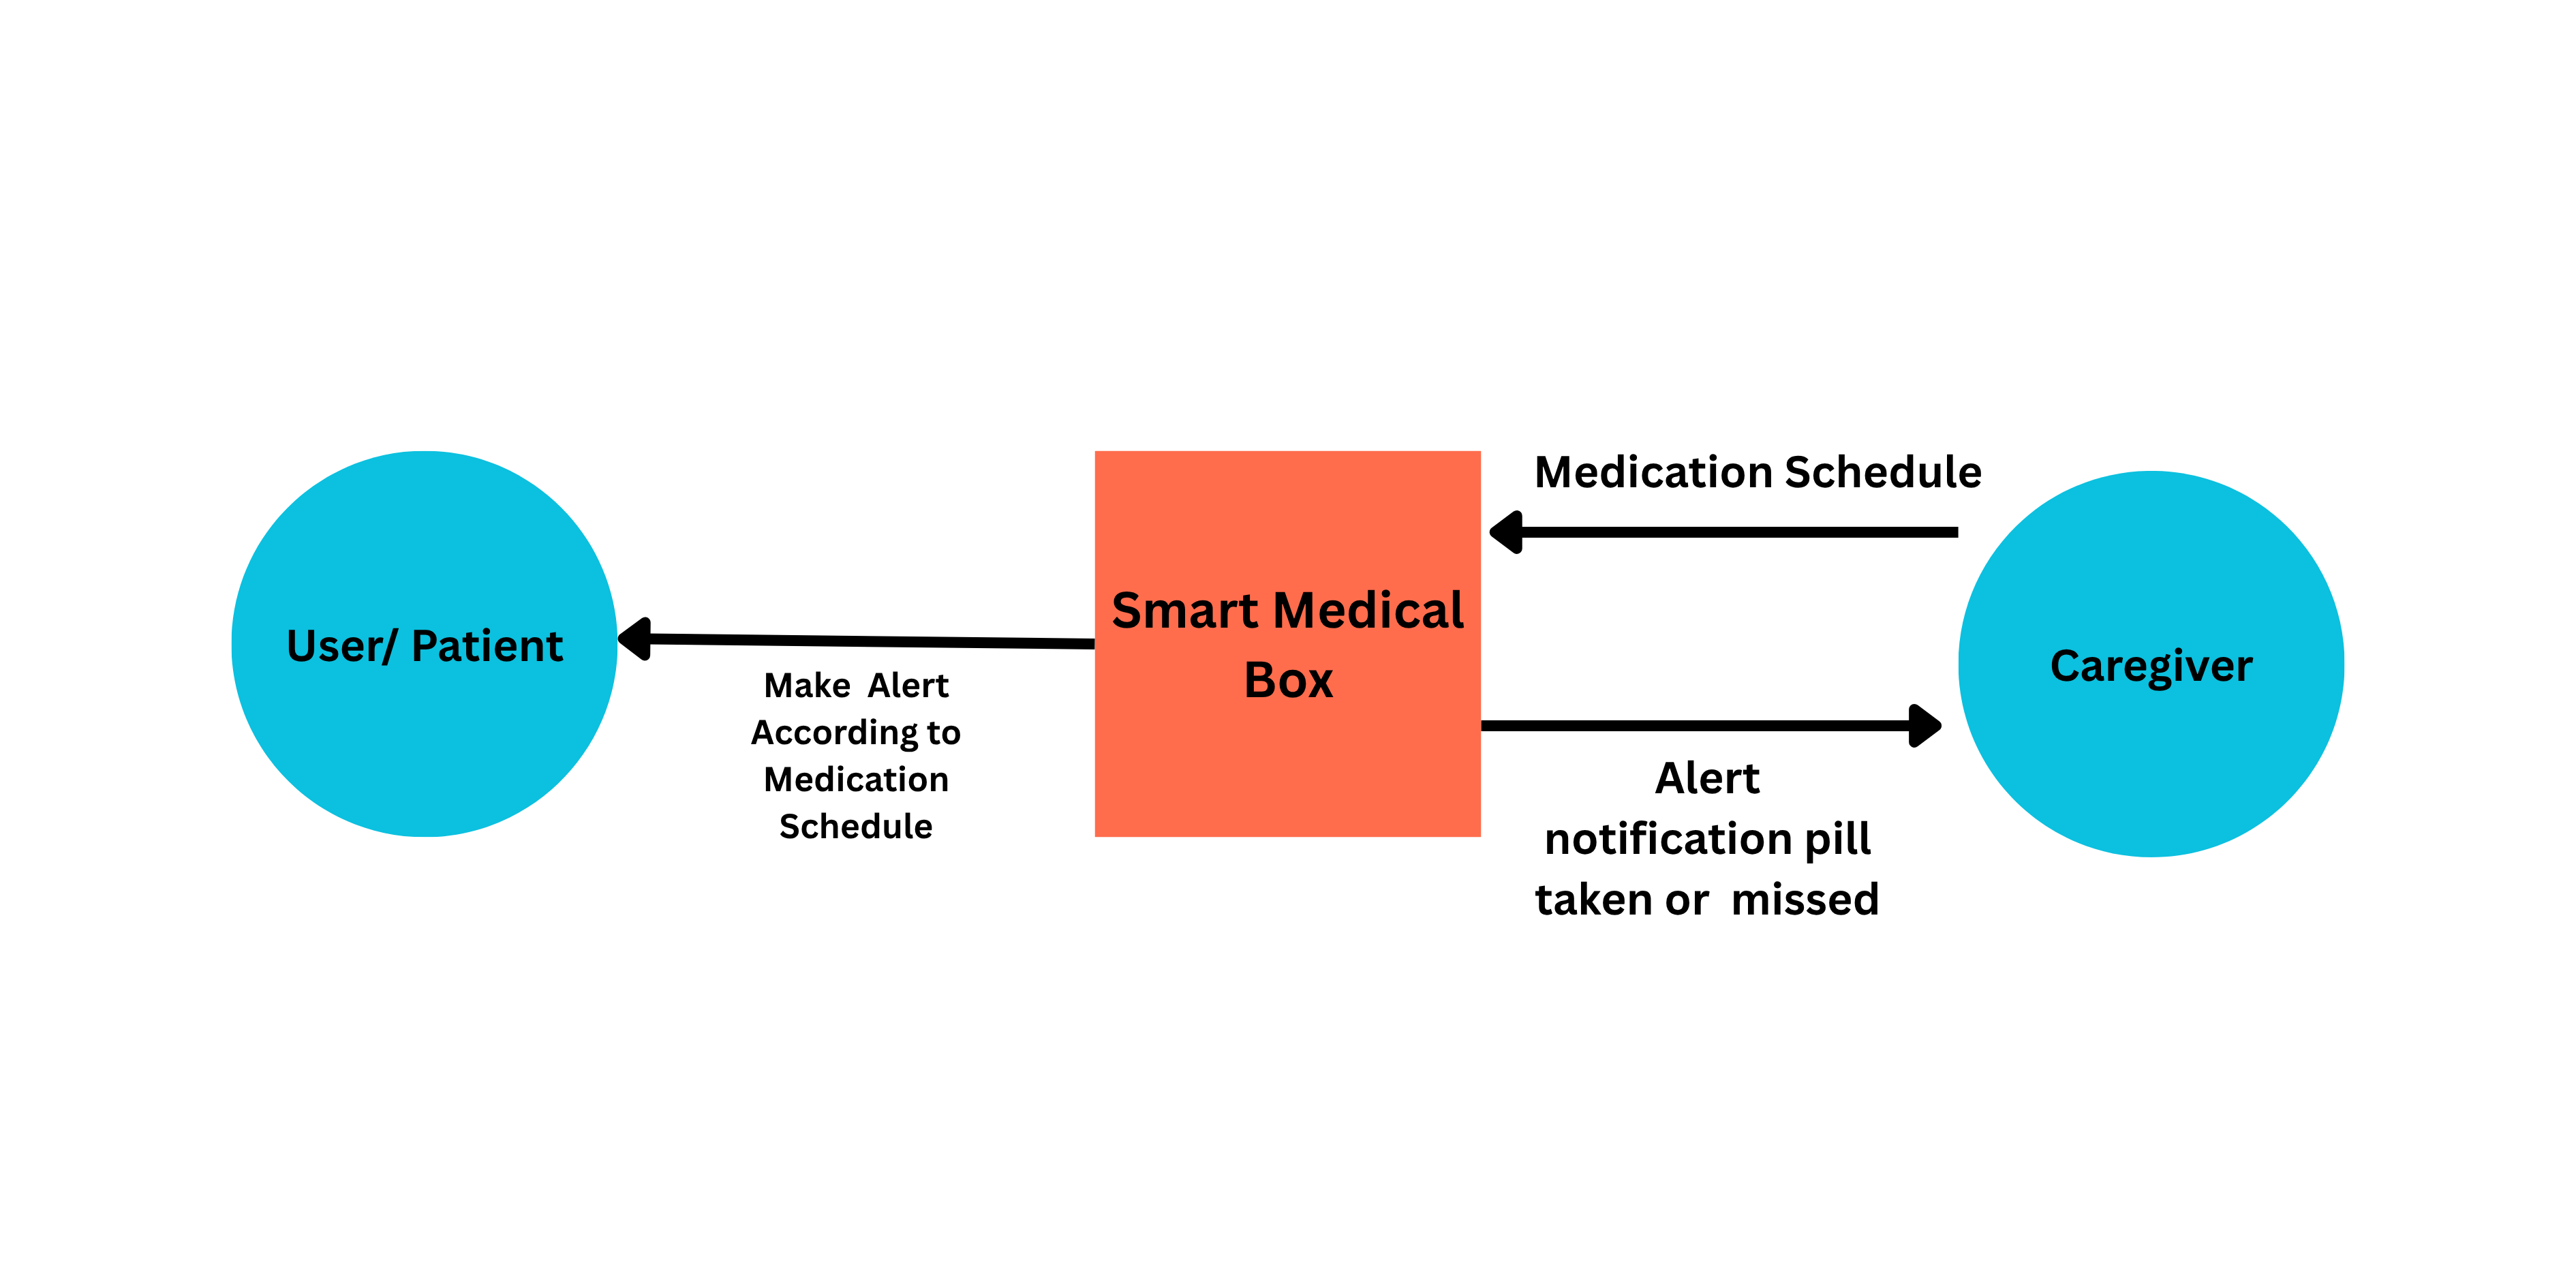 User/ Patient
Make  Alert
According to
Medication
Schedule
Smart Medical
Box
Medication Schedule
Alert
notification pill
taken or  missed
Caregiver